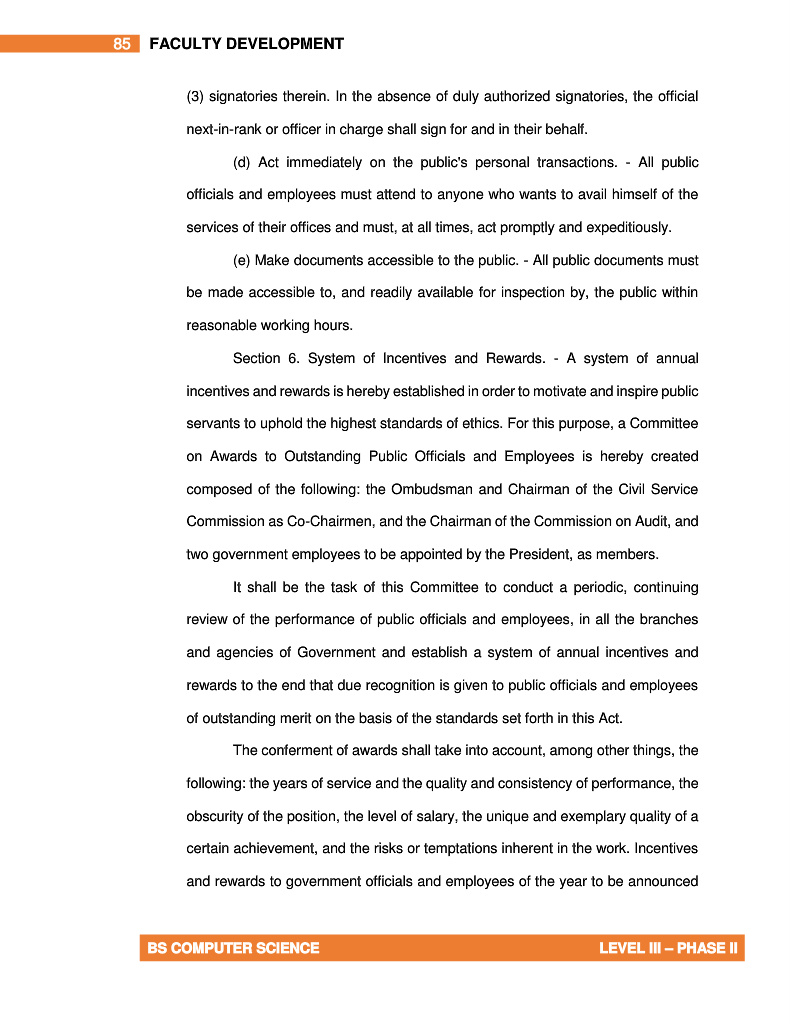 85 FACULTY DEVELOPMENT
(3) signatories therein. In the absence of duly authorized signatories, the official
next-in-rank or officer in charge shall sign for and in their behalf.
(d) Act immediately on the public's personal transactions. - All public
officials and employees must attend to anyone who wants to avail himself of the
services of their offices and must, at all times, act promptly and expeditiously.
(e) Make documents accessible to the public. - All public documents must
be made accessible to, and readily available for inspection by, the public within
reasonable working hours.
Section 6. System of Incentives and Rewards. - A system of annual
incentives and rewards is hereby established in order to motivate and inspire public
servants to uphold the highest standards of ethics. For this purpose, a Committee
on Awards to Outstanding Public Officials and Employees is hereby created
composed of the following: the Ombudsman and Chairman of the Civil Service
Commission as Co-Chairmen, and the Chairman of the Commission on Audit, and
two government employees to be appointed by the President, as members.
It shall be the task of this Committee to conduct a periodic, continuing
review of the performance of public officials and employees, in all the branches
and agencies of Government and establish a system of annual incentives and
rewards to the end that due recognition is given to public officials and employees
of outstanding merit on the basis of the standards set forth in this Act.
The conferment of awards shall take into account, among other things, the
following: the years of service and the quality and consistency of performance, the
obscurity of the position, the level of salary, the unique and exemplary quality of a
certain achievement, and the risks or temptations inherent in the work. Incentives
and rewards to government officials and employees of the year to be announced
BS COMPUTER SCIENCE LEVEL III – PHASE II